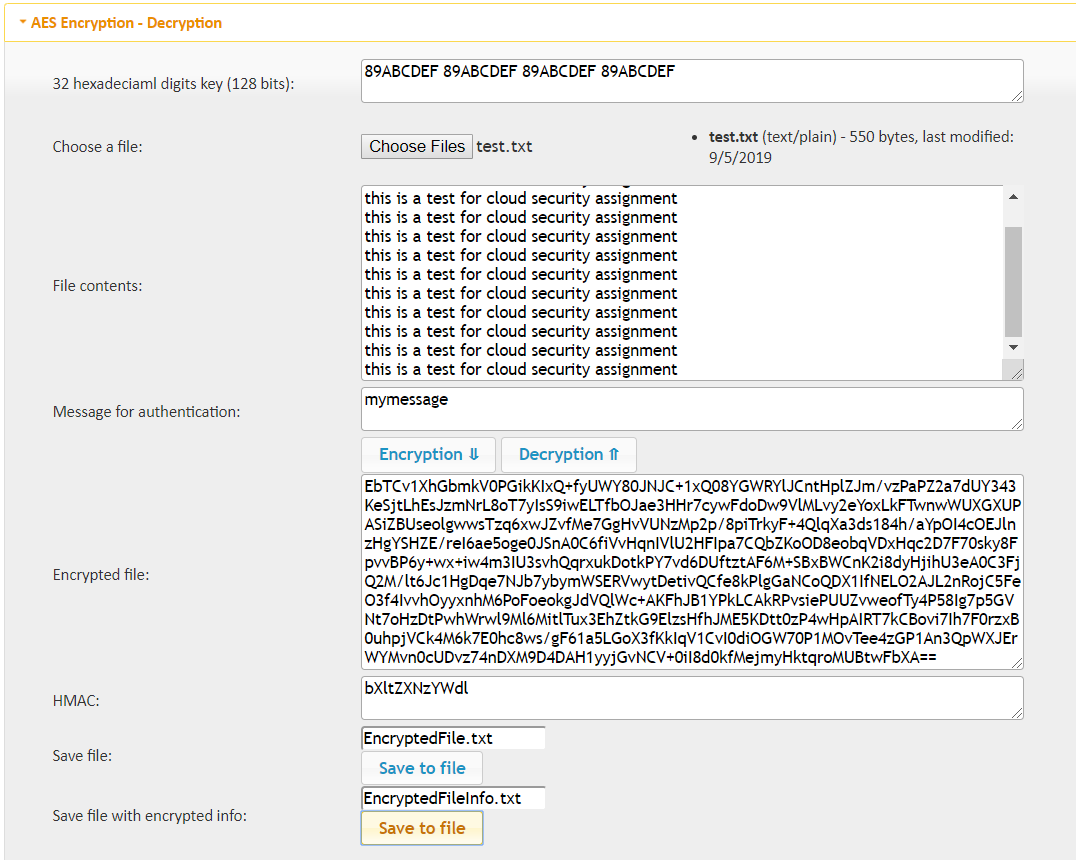 AES Encryption - Decryption
32 hexadeciaml digits key (128 bits):
89ABCDEF 89ABCDEF 89ABCDEF 89ABCDEF
Choose a file:
Choose Files test.txt
• test.txt (text/plain) - 550 bytes, last modified:
9/5/2019
File contents:
this is a test for cloud security assignment
this is a test for cloud security assignment
this is a test for cloud security assignment
this is a test for cloud security assignment
this is a test for cloud security assignment
this is a test for cloud security assignment
this is a test for cloud security assignment
this is a test for cloud security assignment
this is a test for cloud security assignment
this is a test for cloud security assignment
Message for authentication:
mymessage
Encryption ⇓ Decryption ⇑
Encrypted file:
EbTCv1XhGbmkV0PGikKIxQ+fyUWY80JNJC+1xQ08YGWRYlJCntHplZJm/vzPaPZ2a7dUY343
KeSjtLhEsJzmNrL8oT7yIsS9iwELTfbOJae3HHr7cywFdoDw9VlMLvy2eYoxLkFTwnwWUXGXUP
ASiZBUseolgwwsTzq6xwJZvfMe7GgHvVUNzMp2p/8piTrkyF+4QlqXa3ds184h/aYpOI4cOEJln
zHgYSHZE/reI6ae5oge0JSnA0C6fiVvHqnIVlU2HFIpa7CQbZKoOD8eobqVDxHqc2D7F70sky8F
pvvBP6y+wx+iw4m3IU3svhQqrxukDotkPY7vd6DUftztAF6M+SBxBWCnK2i8dyHjihU3eA0C3Fj
Q2M/lt6Jc1HgDqe7NJb7ybymWSERVwytDetivQCfe8kPlgGaNCoQDX1IfNELO2AJL2nRojC5Fe
O3f4IvvhOyyxnhM6PoFoeokgJdVQlWc+AKFhJB1YPkLCAkRPvsiePUUZvweofTy4P58Ig7p5GV
Nt7oHzDtPwhWrwl9Ml6MitlTux3EhZtkG9ElzsHfhJME5KDtt0zP4wHpAIRT7kCBovi7Ih7F0rzxB
0uhpjVCk4M6k7E0hc8ws/gF61a5LGoX3fKkIqV1CvI0diOGW70P1MOvTee4zGP1An3QpWXJEr
WYMvn0cUDvz74nDXM9D4DAH1yyjGvNCV+0iI8d0kfMejmyHktqroMUBtwFbXA==
HMAC:
bXltZXNzYWdl
Save file:
EncryptedFile.txt
Save to file
Save file with encrypted info:
EncryptedFileInfo.txt
Save to file